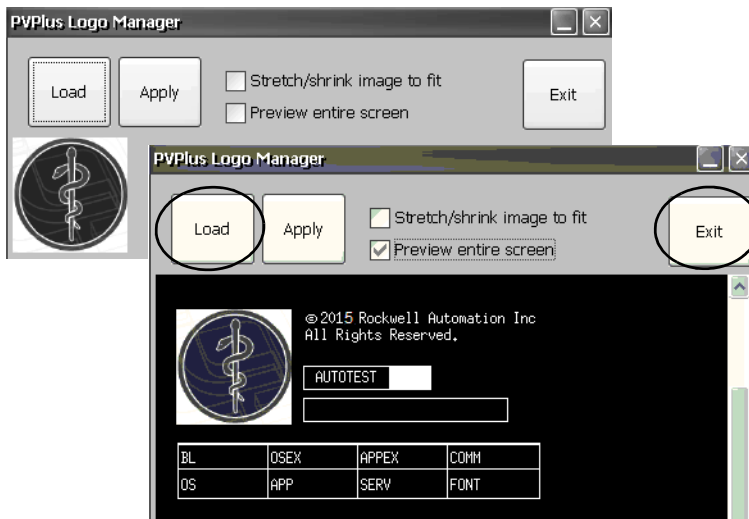 PVPlus Logo Manager
Load
Apply
Stretch/shrink image to fit
Preview entire screen
Exit
PVPlus Logo Manager
Load
Apply
Stretch/shrink image to fit
Preview entire screen
Exit
©2015 Rockwell Automation Inc
All Rights Reserved.
AUTOTEST
BL OSEX APPEX COMM
OS APP SERV FONT